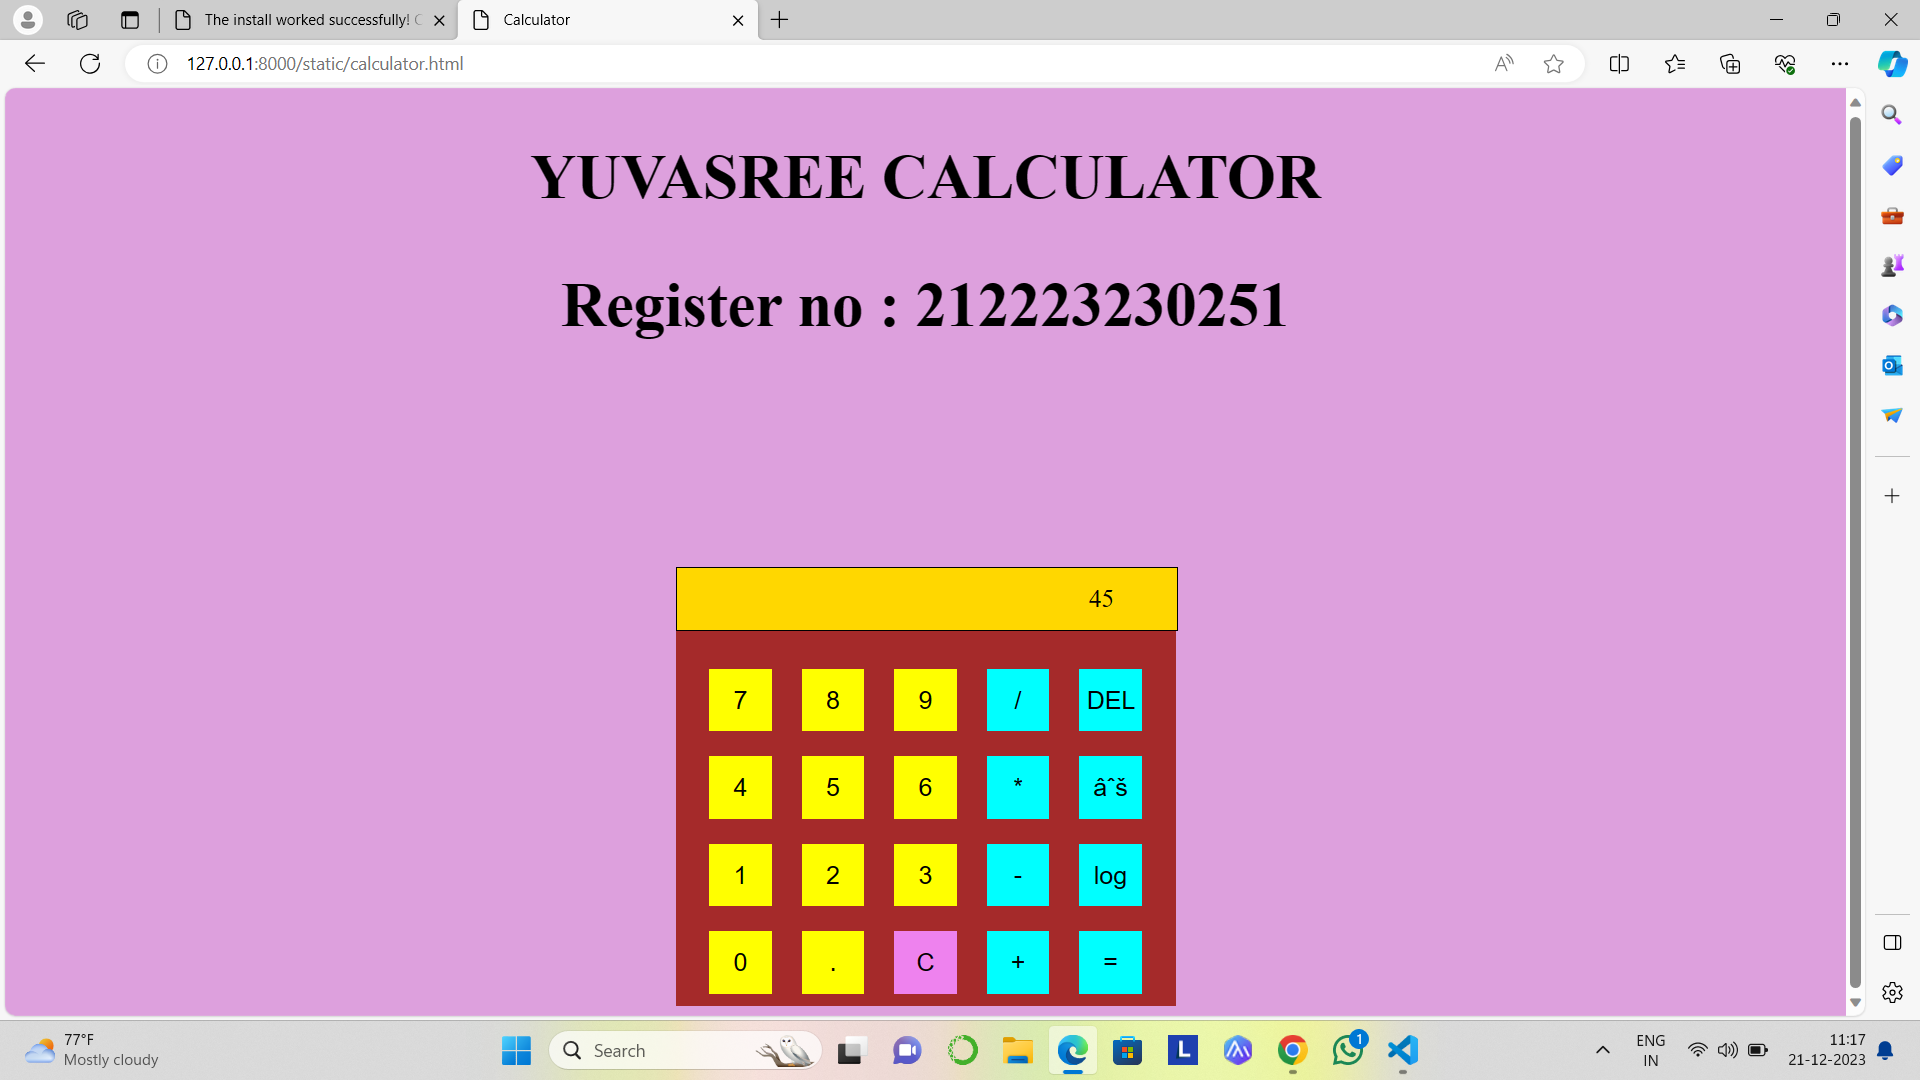 The install worked successfully! C
Calculator
127.0.0.1:8000/static/calculator.html
YUVASREE CALCULATOR
Register no : 212223230251
45
7 8 9 / DEL
4 5 6 * âˆš
1 2 3 - log
0 . C + =
77°F
Mostly cloudy
Search
L
1
ENG
IN
11:17
21-12-2023